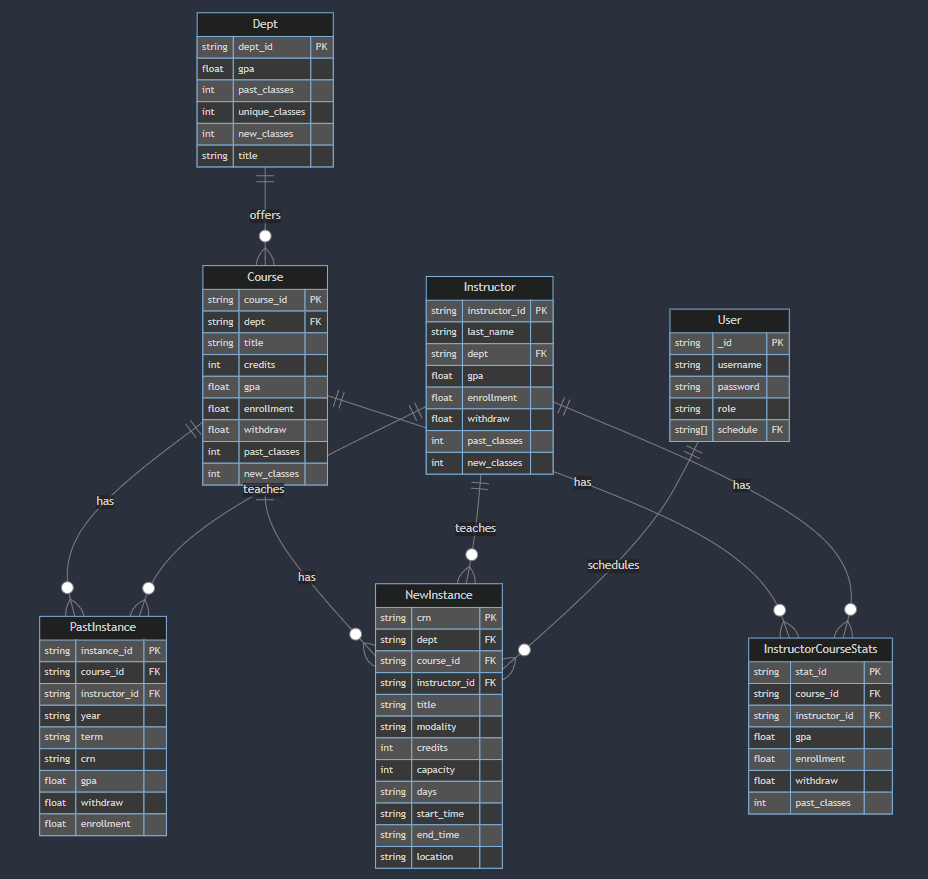 Dept
string dept_id PK
float gpa
int past_classes
int unique_classes
int new_classes
string title
offers
Course
string course_id PK
string dept FK
string title
int credits
float gpa
float enrollment
float withdraw
int past_classes
int new_classes
Instructor
string instructor_id PK
string last_name
string dept FK
float gpa
float enrollment
float withdraw
int past_classes
int new_classes
User
string _id PK
string username
string password
string role
string[] schedule FK
has
teaches
has
teaches
schedules
has
has
PastInstance
string instance_id PK
string course_id FK
string instructor_id FK
string year
string term
string crn
float gpa
float withdraw
float enrollment
NewInstance
string crn PK
string dept FK
string course_id FK
string instructor_id FK
string title
string modality
int credits
int capacity
string days
string start_time
string end_time
string location
InstructorCourseStats
string stat_id PK
string course_id FK
string instructor_id FK
float gpa
float enrollment
float withdraw
int past_classes